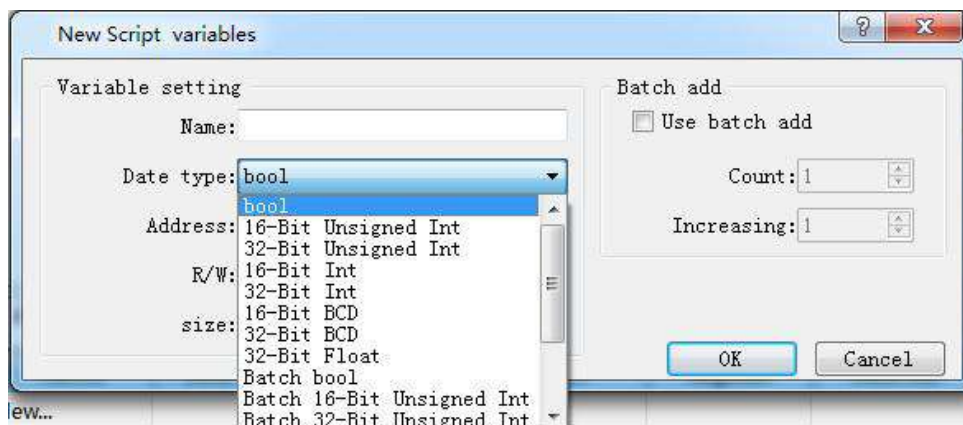 New Script variables
Variable setting
Name:
Date type: bool
Address:
R/W:
size:
bool
16-Bit Unsigned Int
32-Bit Unsigned Int
16-Bit Int
32-Bit Int
16-Bit BCD
32-Bit BCD
32-Bit Float
Batch bool
Batch 16-Bit Unsigned Int
Batch 32-Bit Unsigned Int
Batch add
Use batch add
Count: 1
Increasing: 1
OK
Cancel
ew...